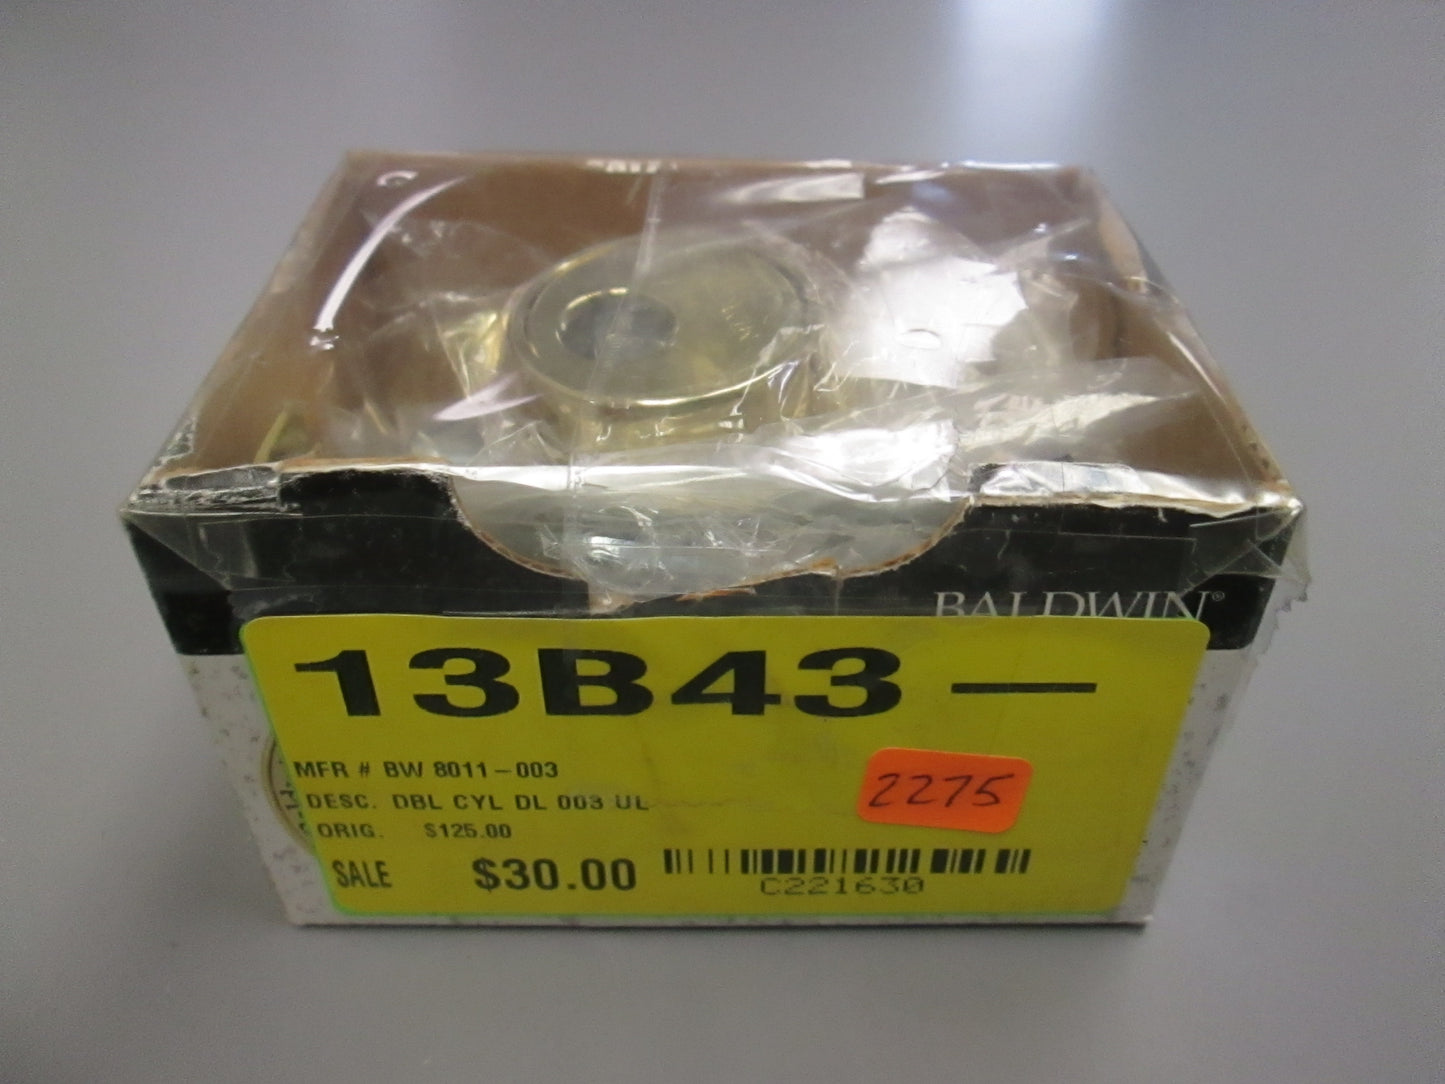 BALDWIN®
13B43 —
MFR # BW 8011-003
DESC. DBL CYL DL 003 UL
ORIG. $125.00
2275
SALE $30.00
C221630